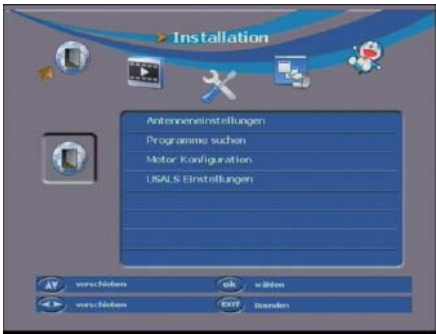 Installation
Antenneneinstellungen
Programme suchen
Motor Konfiguration
USALS Einstellungen
verschieben
ok wählen
verschieben
EXIT Beenden